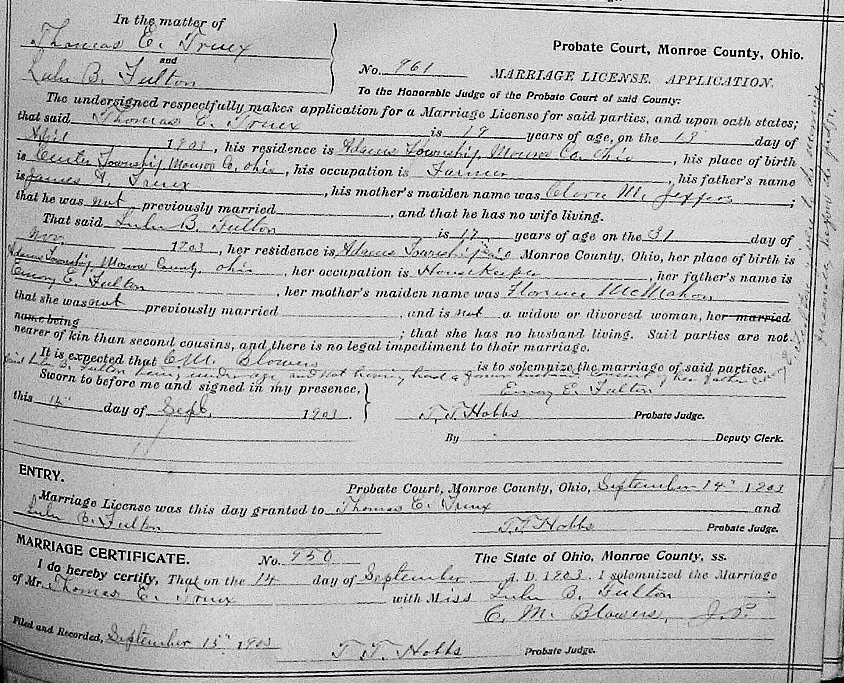 In the matter of
Thomas E. Truex
and
Lulu B. Fulton
Probate Court, Monroe County, Ohio.
No. 961 MARRIAGE LICENSE. APPLICATION.
To the Honorable Judge of the Probate Court of said County:
The undersigned respectfully makes application for a Marriage License for said parties, and upon oath states;
that said Thomas E. Truex is years of age, on the day of
April 1903, his residence is Adams Township, Monroe Co. Ohio, his place of birth
is Center Township, Monroe Co, Ohio, his occupation is Farmer, his father's name
is James Truex, his mother's maiden name was Clara M. Jeffers;
that he was not previously married, and that he has no wife living.
That said Lulu B. Fulton is 17 years of age on the 31 day of
Nov. 1903, her residence is Adams Township Monroe County, Ohio, her place of birth is
Adams Township, Monroe County, Ohio, her occupation is Housekeeper, her father's name is
Emory E. Fulton, her mother's maiden name was Florence McMahon
that she was not previously married, and is not a widow or divorced woman, her married
name being; that she has no husband living. Said parties are not
nearer of kin than second cousins, and there is no legal impediment to their marriage.
It is expected that C.M. Blowers is to solemnize the marriage of said parties.
said Lulu B. Fulton being under age and not having had a former husband her father
Sworn to before me and signed in my presence, Emory E. Fulton
this 14" day of Sept. 1903 T. T. Hobbs Probate Judge.
By Deputy Clerk.
ENTRY.
Probate Court, Monroe County, Ohio, September 14" 1903
Marriage License was this day granted to Thomas E. Truex and
Lulu B. Fulton T. T. Hobbs Probate Judge.
MARRIAGE CERTIFICATE. No. 950 The State of Ohio, Monroe County, ss.
I do hereby certify, That on the 14 day of September A. D. 1903, I solemnized the Marriage
of Mr. Thomas E. Truex with Miss Lulu B. Fulton
C. M. Blowers, J.P.
Filed and Recorded, September 15" 1903 T. T. Hobbs Probate Judge.